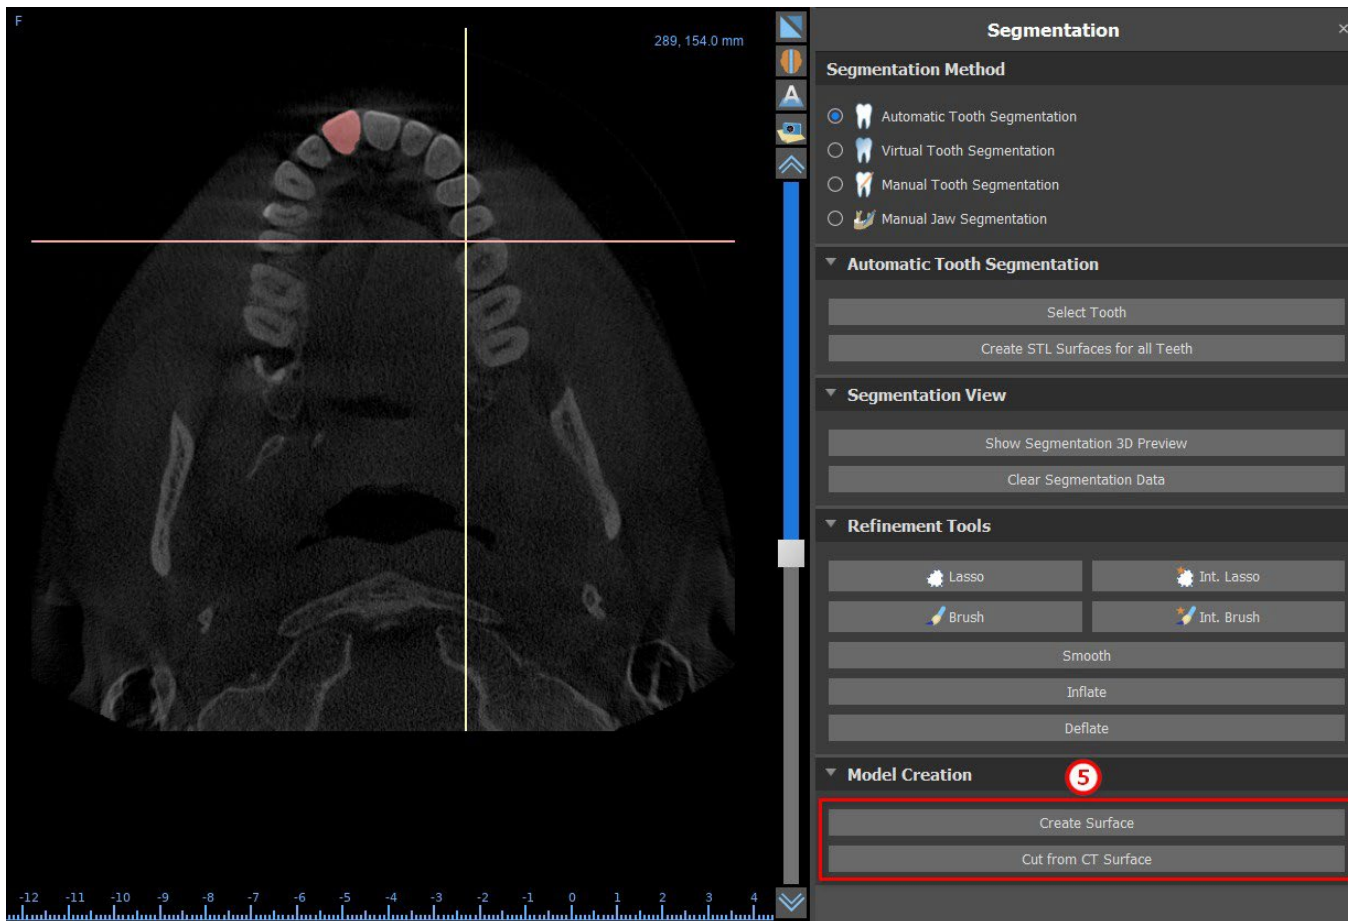 F
289, 154.0 mm
A
-12 -11 -10 -9 -8 -7 -6 -5 -4 -3 -2 -1 0 1 2 3 4
Segmentation
Segmentation Method
Automatic Tooth Segmentation
Virtual Tooth Segmentation
Manual Tooth Segmentation
Manual Jaw Segmentation
Automatic Tooth Segmentation
Select Tooth
Create STL Surfaces for all Teeth
Segmentation View
Show Segmentation 3D Preview
Clear Segmentation Data
Refinement Tools
Lasso Int. Lasso
Brush Int. Brush
Smooth
Inflate
Deflate
Model Creation 5
Create Surface
Cut from CT Surface